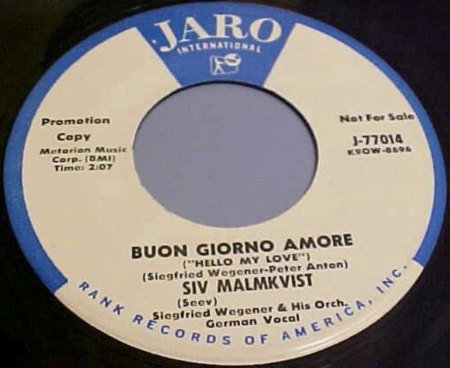 JARO
INTERNATIONAL
Promotion
Copy
Metorian Music
Corp. (BMI)
Time: 2:07
Not For Sale
J-77014
K9OW-8696
BUON GIORNO AMORE
("HELLO MY LOVE")
(Siegfried Wegener-Peter Anton)
SIV MALMKVIST
(Seev)
Siegfried Wegener & His Orch.
German Vocal
RANK RECORDS OF AMERICA, INC.